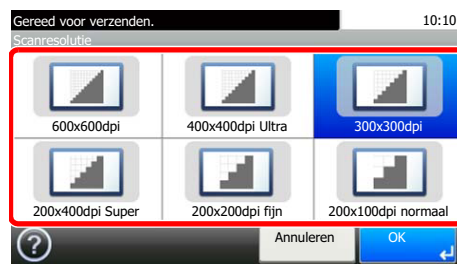 Gereed voor verzenden. 10:10
Scanresolutie
600x600dpi 400x400dpi Ultra 300x300dpi
200x400dpi Super 200x200dpi fijn 200x100dpi normaal
? Annuleren OK